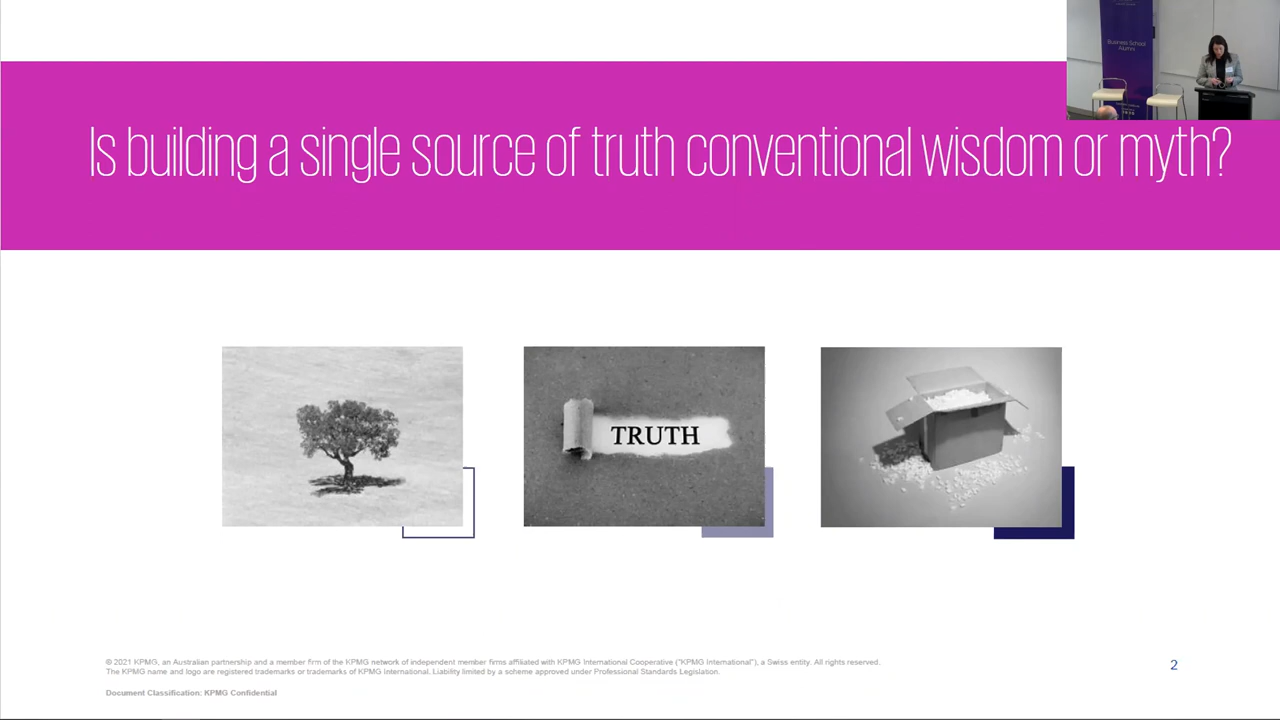 Business School
Alumni
Is building a single source of truth conventional wisdom or myth?
TRUTH
© 2021 KPMG, an Australian partnership and a member firm of the KPMG network of independent member firms affiliated with KPMG International Cooperative ("KPMG International"), a Swiss entity. All rights reserved.
The KPMG name and logo are registered trademarks or trademarks of KPMG International. Liability limited by a scheme approved under Professional Standards Legislation.
2
Document Classification: KPMG Confidential